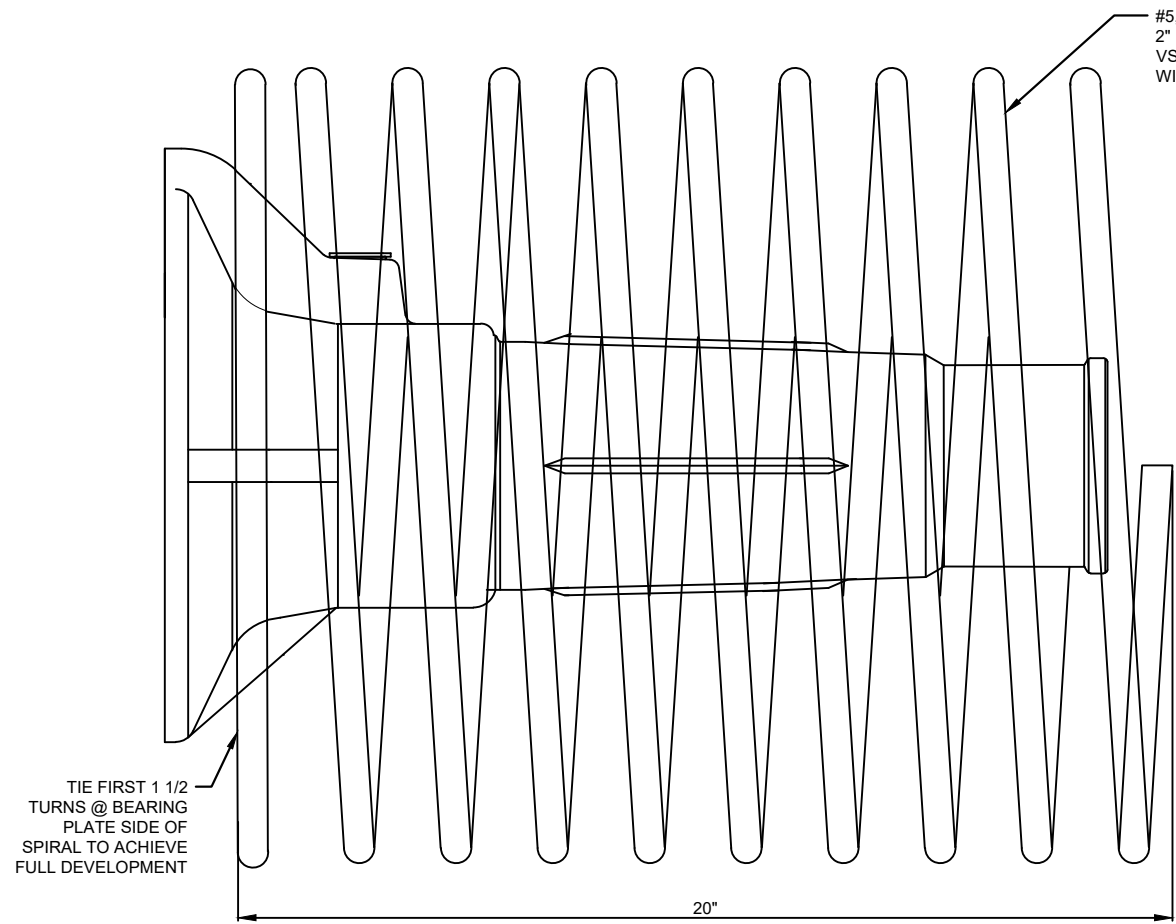 #5
2"
VS
WI
TIE FIRST 1 1/2
TURNS @ BEARING
PLATE SIDE OF
SPIRAL TO ACHIEVE
FULL DEVELOPMENT
20"